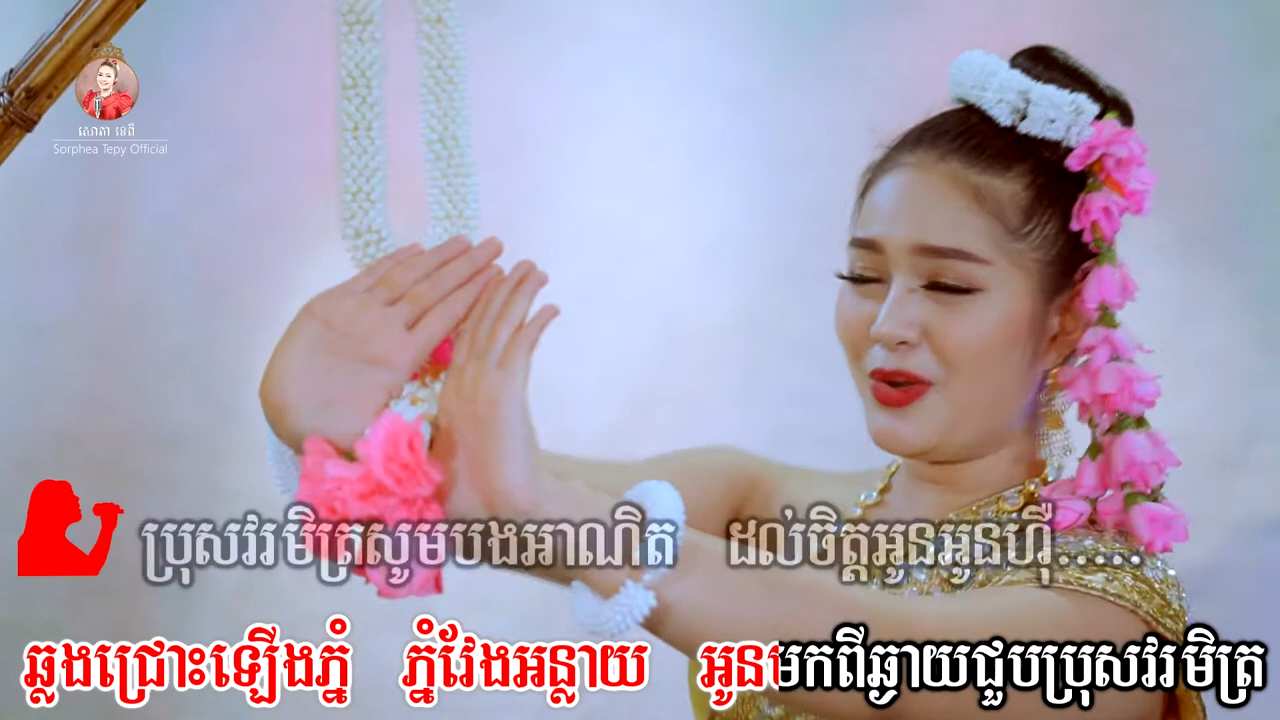 សោភា ទេពី
Sorphea Tepy Official
ប្រុសវរមិត្រសូមបងអាណិត ដល់ចិត្តអូនអូនហ៊ឺ.....
ឆ្លងជ្រោះឡើងភ្នំ ភ្នំវែងអន្លាយ អូនមកពីឆ្ងាយជួបប្រុសវរមិត្រ